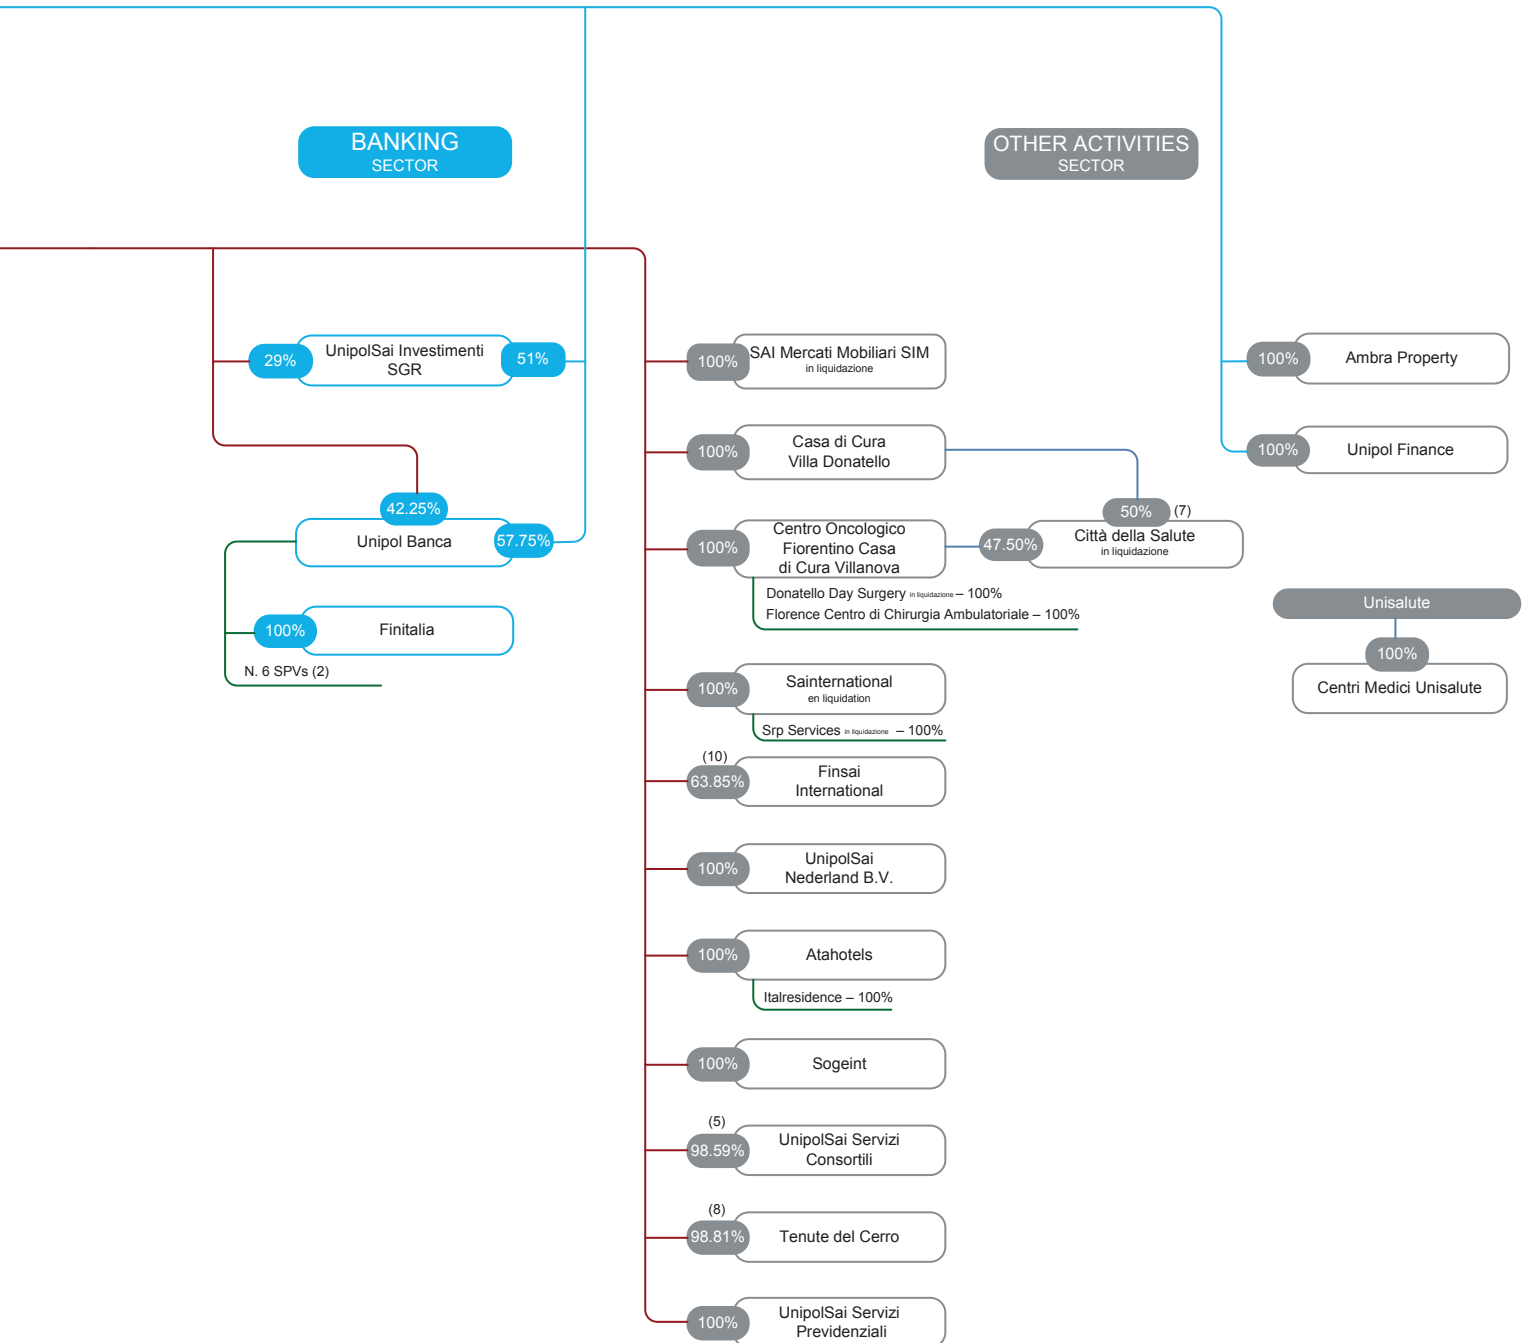 BANKING
SECTOR
OTHER ACTIVITIES
SECTOR
29%
UnipolSai Investimenti
SGR
51%
42.25%
Unipol Banca
57.75%
100%
Finitalia
N. 6 SPVs (2)
100%
SAI Mercati Mobiliari SIM
in liquidazione
100%
Casa di Cura
Villa Donatello
100%
Centro Oncologico
Fiorentino Casa
di Cura Villanova
Donatello Day Surgery in liquidazione – 100%
Florence Centro di Chirurgia Ambulatoriale – 100%
50% (7)
47.50%
Città della Salute
in liquidazione
100%
Sainternational
en liquidation
Srp Services in liquidazione – 100%
(10)
63.85%
Finsai
International
100%
UnipolSai
Nederland B.V.
100%
Atahotels
Italresidence – 100%
100%
Sogeint
(5)
98.59%
UnipolSai Servizi
Consortili
(8)
98.81%
Tenute del Cerro
100%
UnipolSai Servizi
Previdenziali
100%
Ambra Property
100%
Unipol Finance
Unisalute
100%
Centri Medici Unisalute